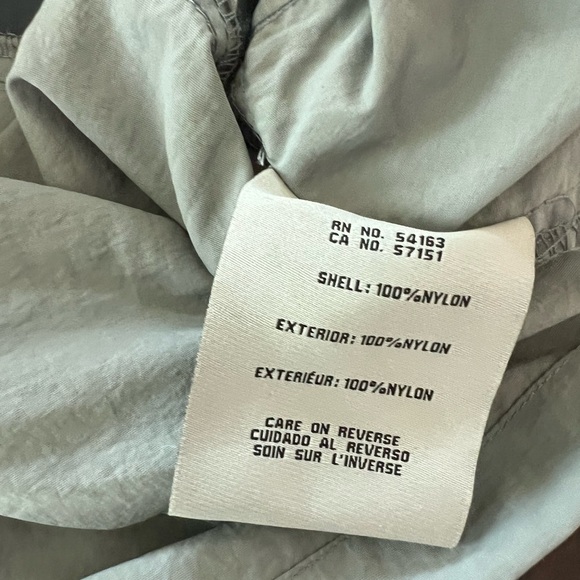 RN NO. 54163
CA NO. 57151
SHELL: 100%NYLON
EXTERIOR: 100%NYLON
EXTERIÉUR: 100%NYLON
CARE ON REVERSE
CUIDADO AL REVERSO
SOIN SUR L'INVERSE